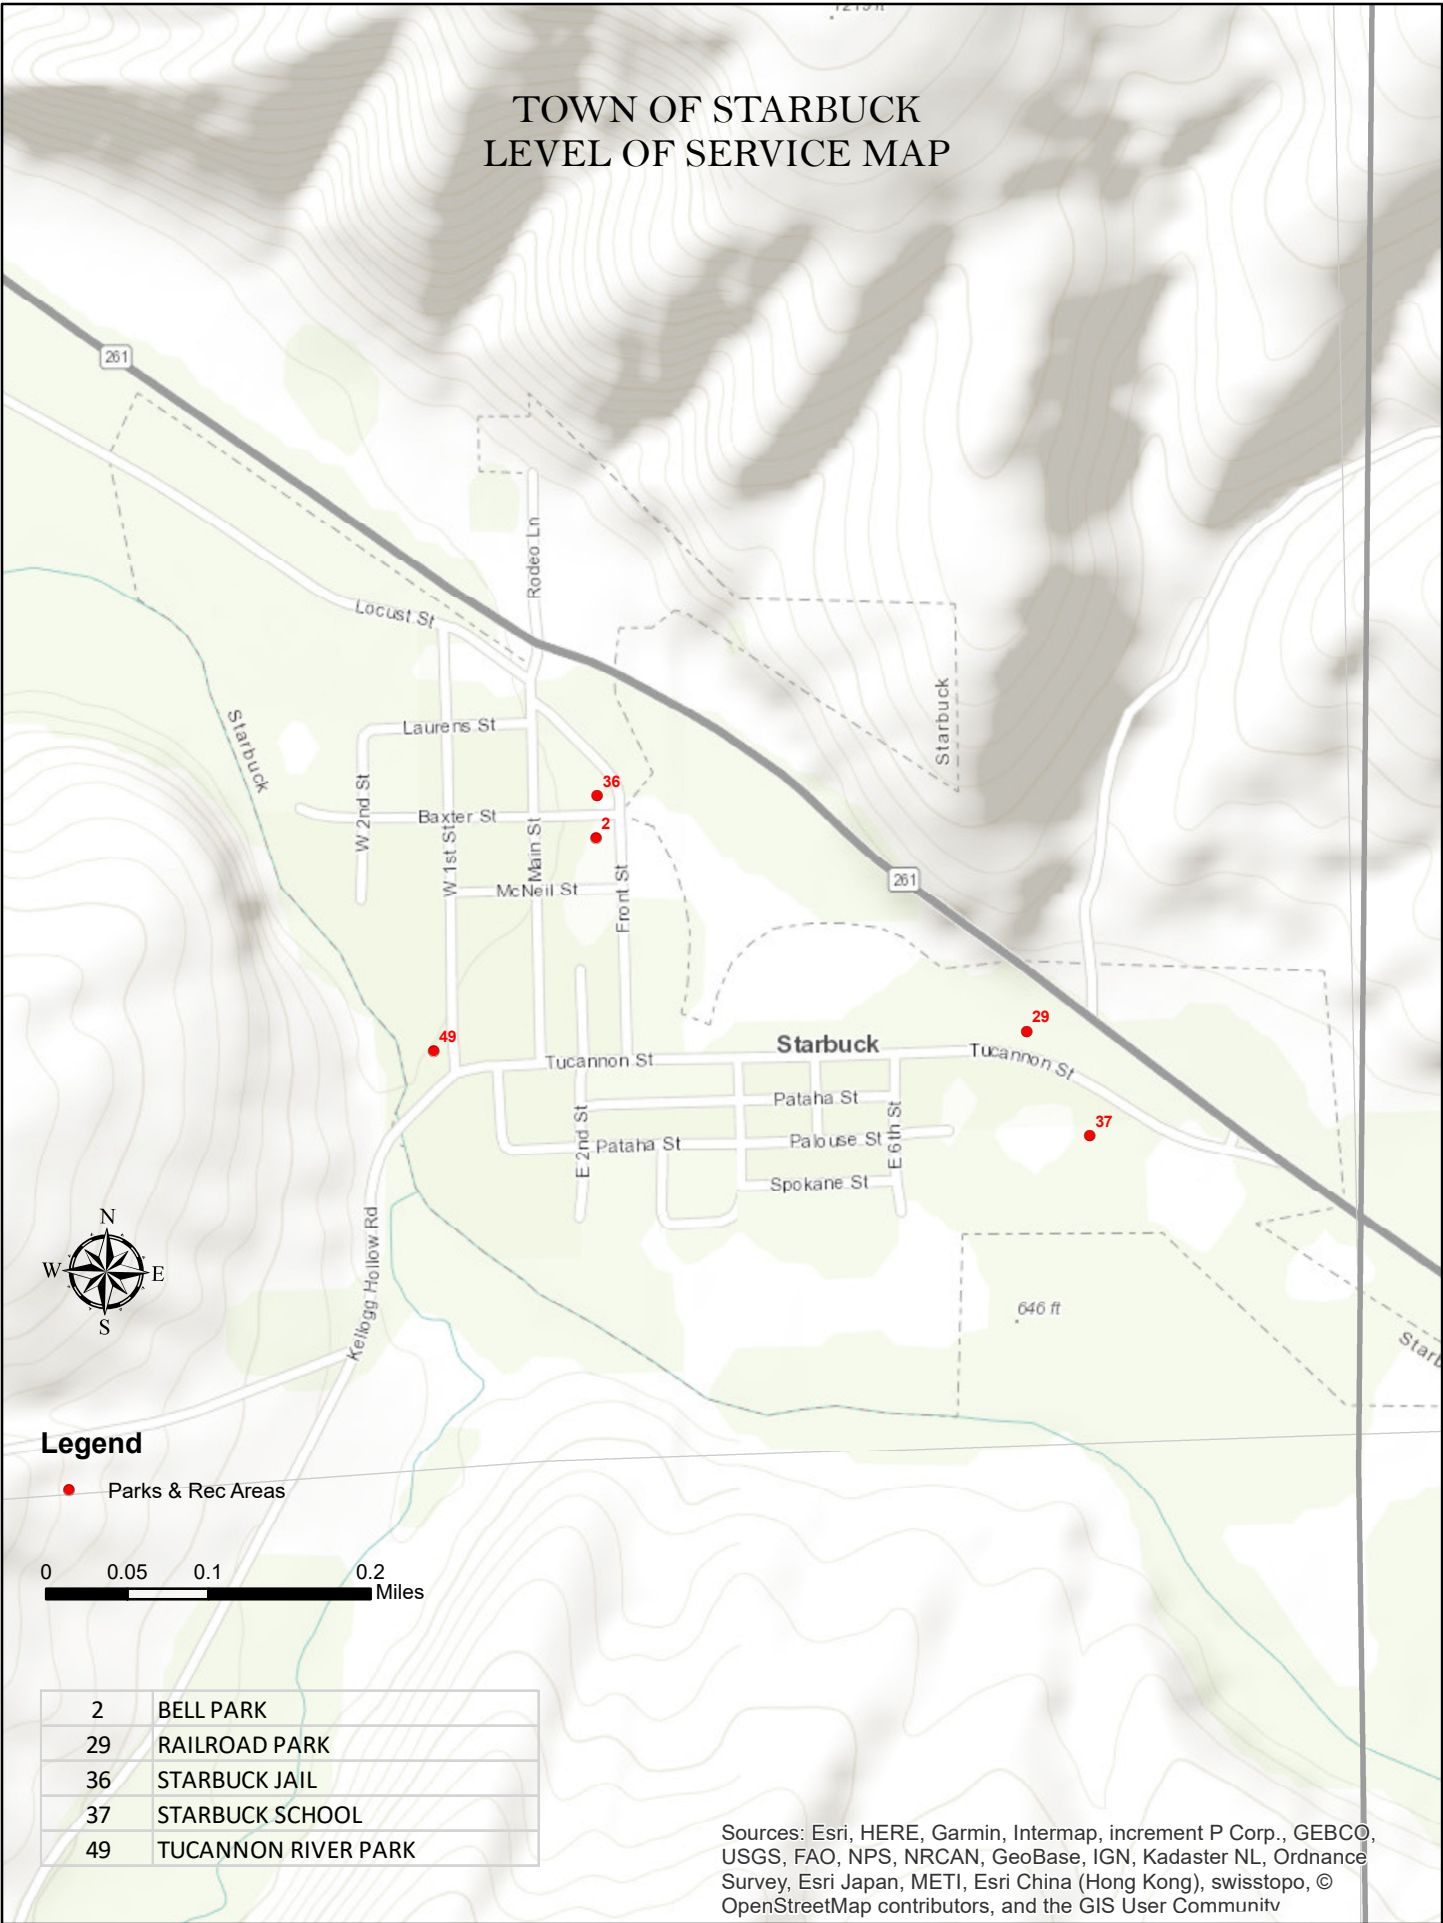 1219 ft
TOWN OF STARBUCK
LEVEL OF SERVICE MAP
261
Rodeo Ln
Locust St
Starbuck
Starbuck
Laurens St
W 2nd St
36
Baxter St
2
W 1st St
Main St
McNeil St
Front St
261
29
49
Starbuck
Tucannon St
Tucannon St
Pataha St
37
E 2nd St
Pataha St
Palouse St
E 6th St
Spokane St
N
W
E
S
Kellogg Hollow Rd
646 ft
Starb
Legend
Parks & Rec Areas
0 0.05 0.1 0.2
Miles
2 BELL PARK
29 RAILROAD PARK
36 STARBUCK JAIL
37 STARBUCK SCHOOL
49 TUCANNON RIVER PARK
Sources: Esri, HERE, Garmin, Intermap, increment P Corp., GEBCO,
USGS, FAO, NPS, NRCAN, GeoBase, IGN, Kadaster NL, Ordnance
Survey, Esri Japan, METI, Esri China (Hong Kong), swisstopo, ©
OpenStreetMap contributors, and the GIS User Community